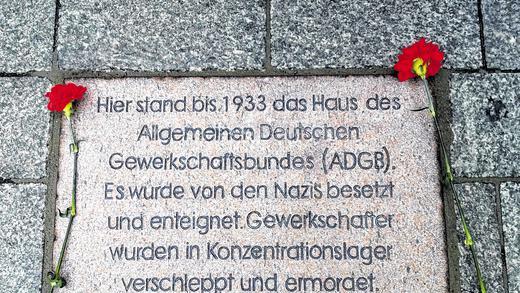 Hier stand bis 1933 das Haus des
Allgemeinen Deutschen
Gewerkschaftsbundes (ADGB).
Es wurde von den Nazis besetzt
und enteignet. Gewerkschafter
wurden in Konzentrationslager
verschleppt und ermordet.